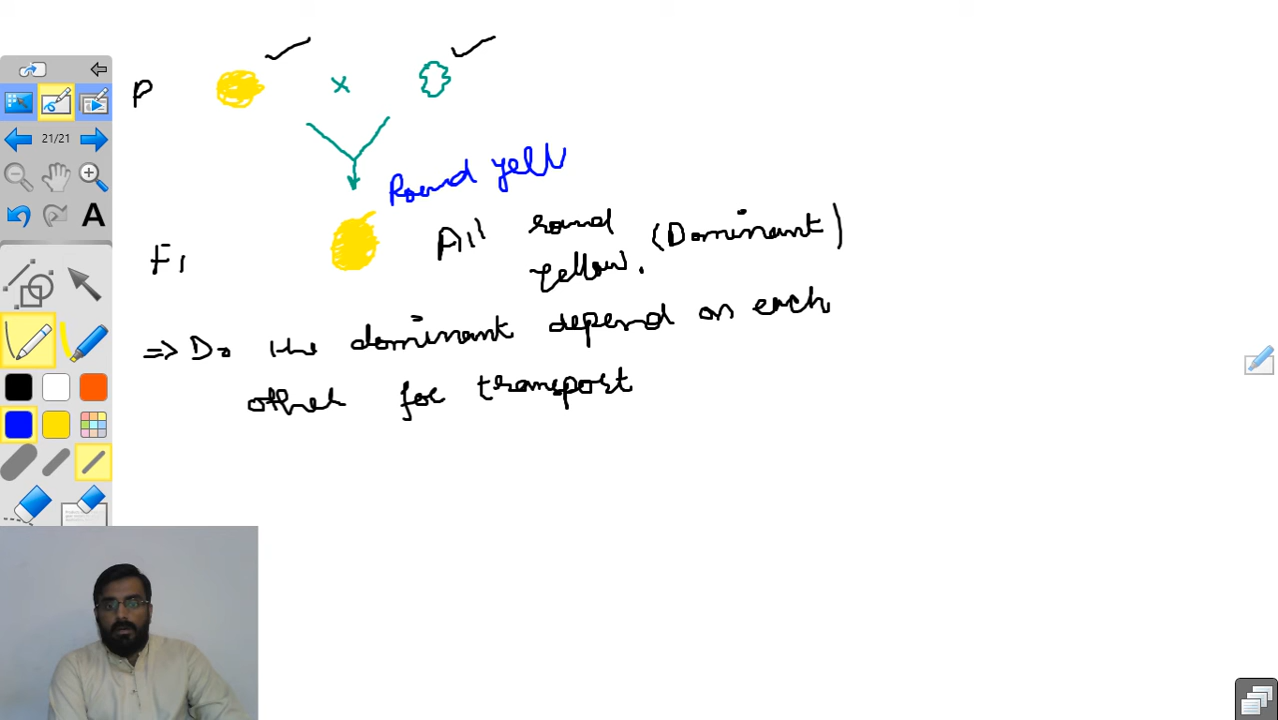 21/21
A
P
x
Round yell
F1
All round (Dominant)
yellow.
=> Do the dominant depend on each
other for transport